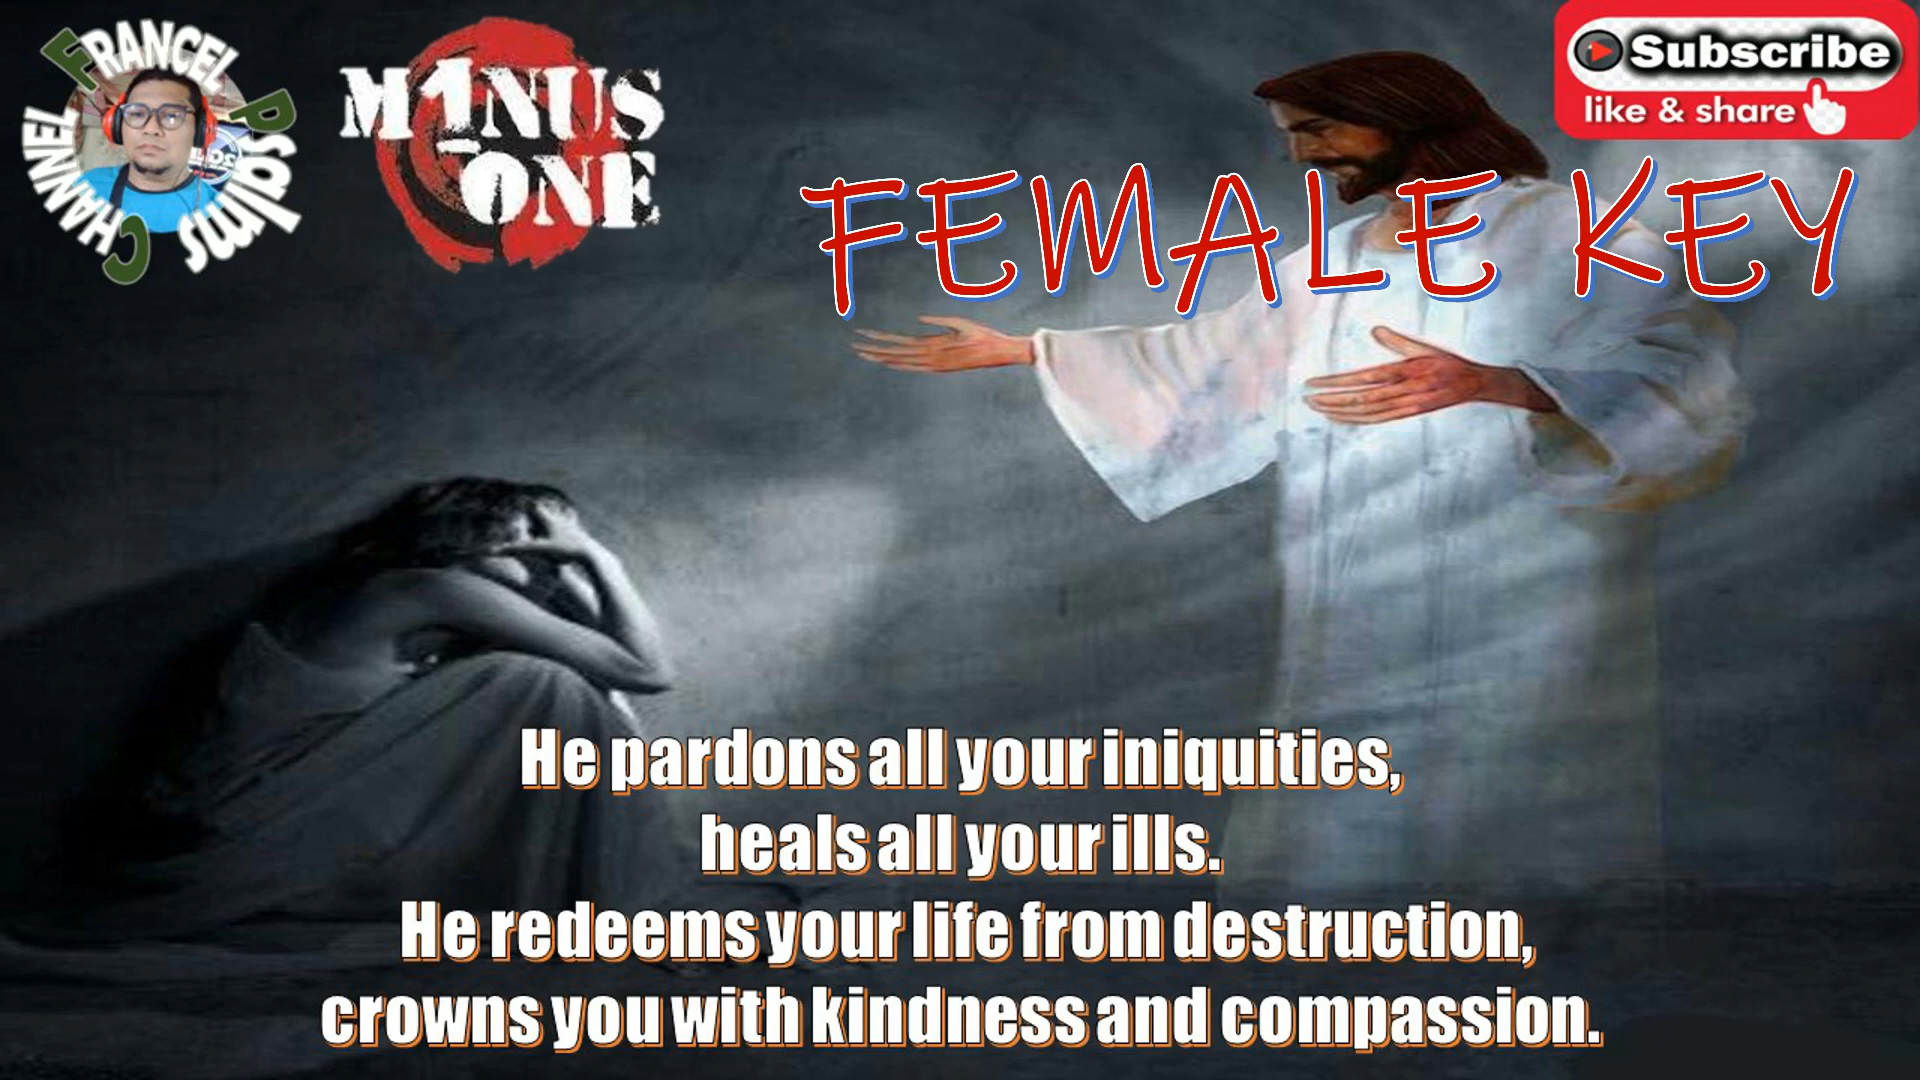 FRANCEL Psalms CHANNEL
M1NUS
ONE
Subscribe
like & share
FEMALE KEY
He pardons all your iniquities,
heals all your ills.
He redeems your life from destruction,
crowns you with kindness and compassion.